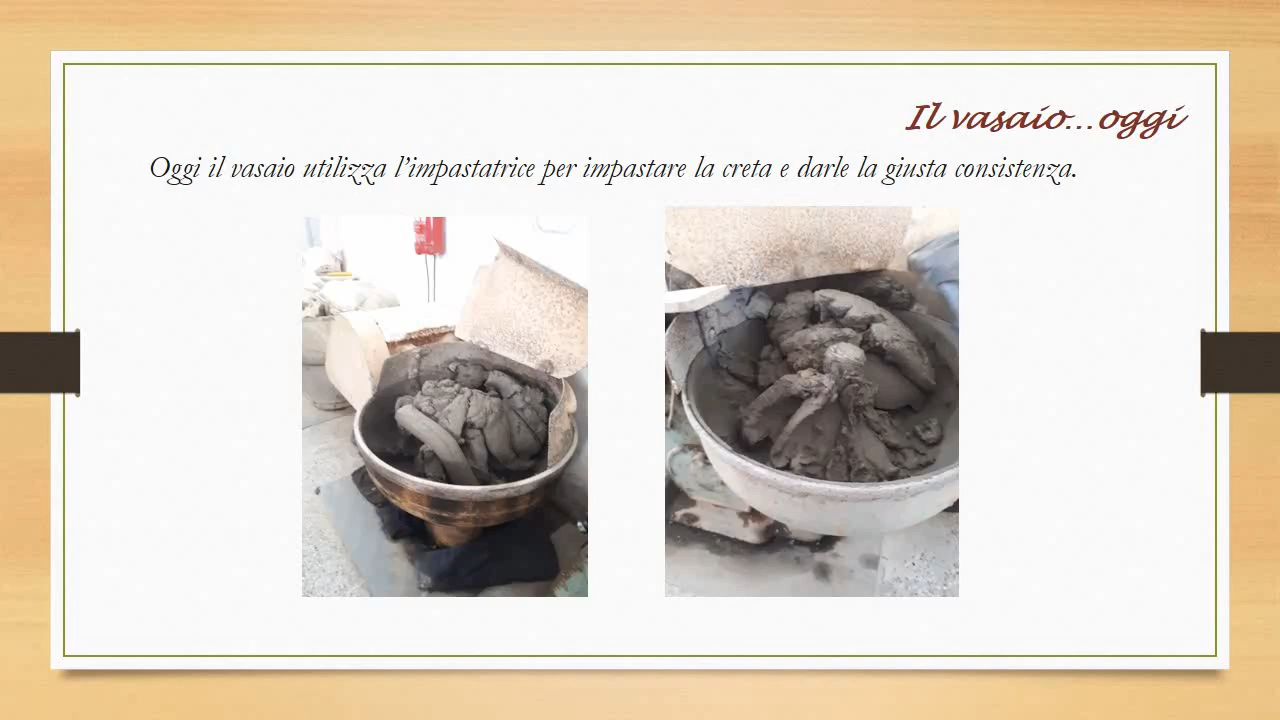 Il vasaio...oggi
Oggi il vasaio utilizza l'impastatrice per impastare la creta e darle la giusta consistenza.